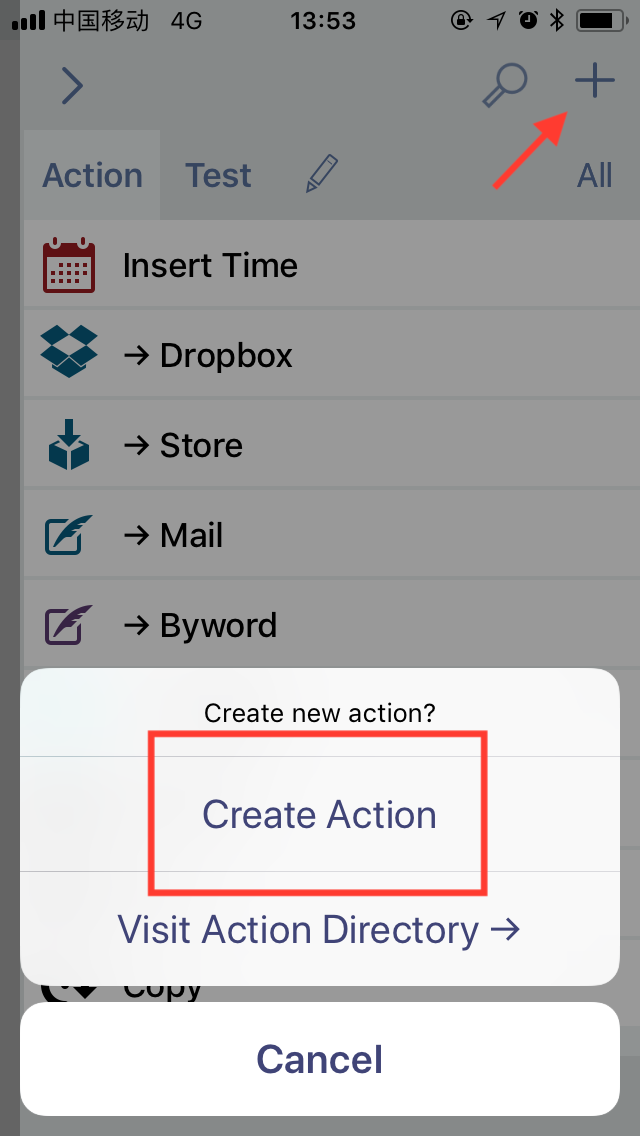 中国移动 4G 13:53
Action Test All
Insert Time
→ Dropbox
→ Store
→ Mail
→ Byword
Create new action?
Create Action
Visit Action Directory →
Copy
Cancel